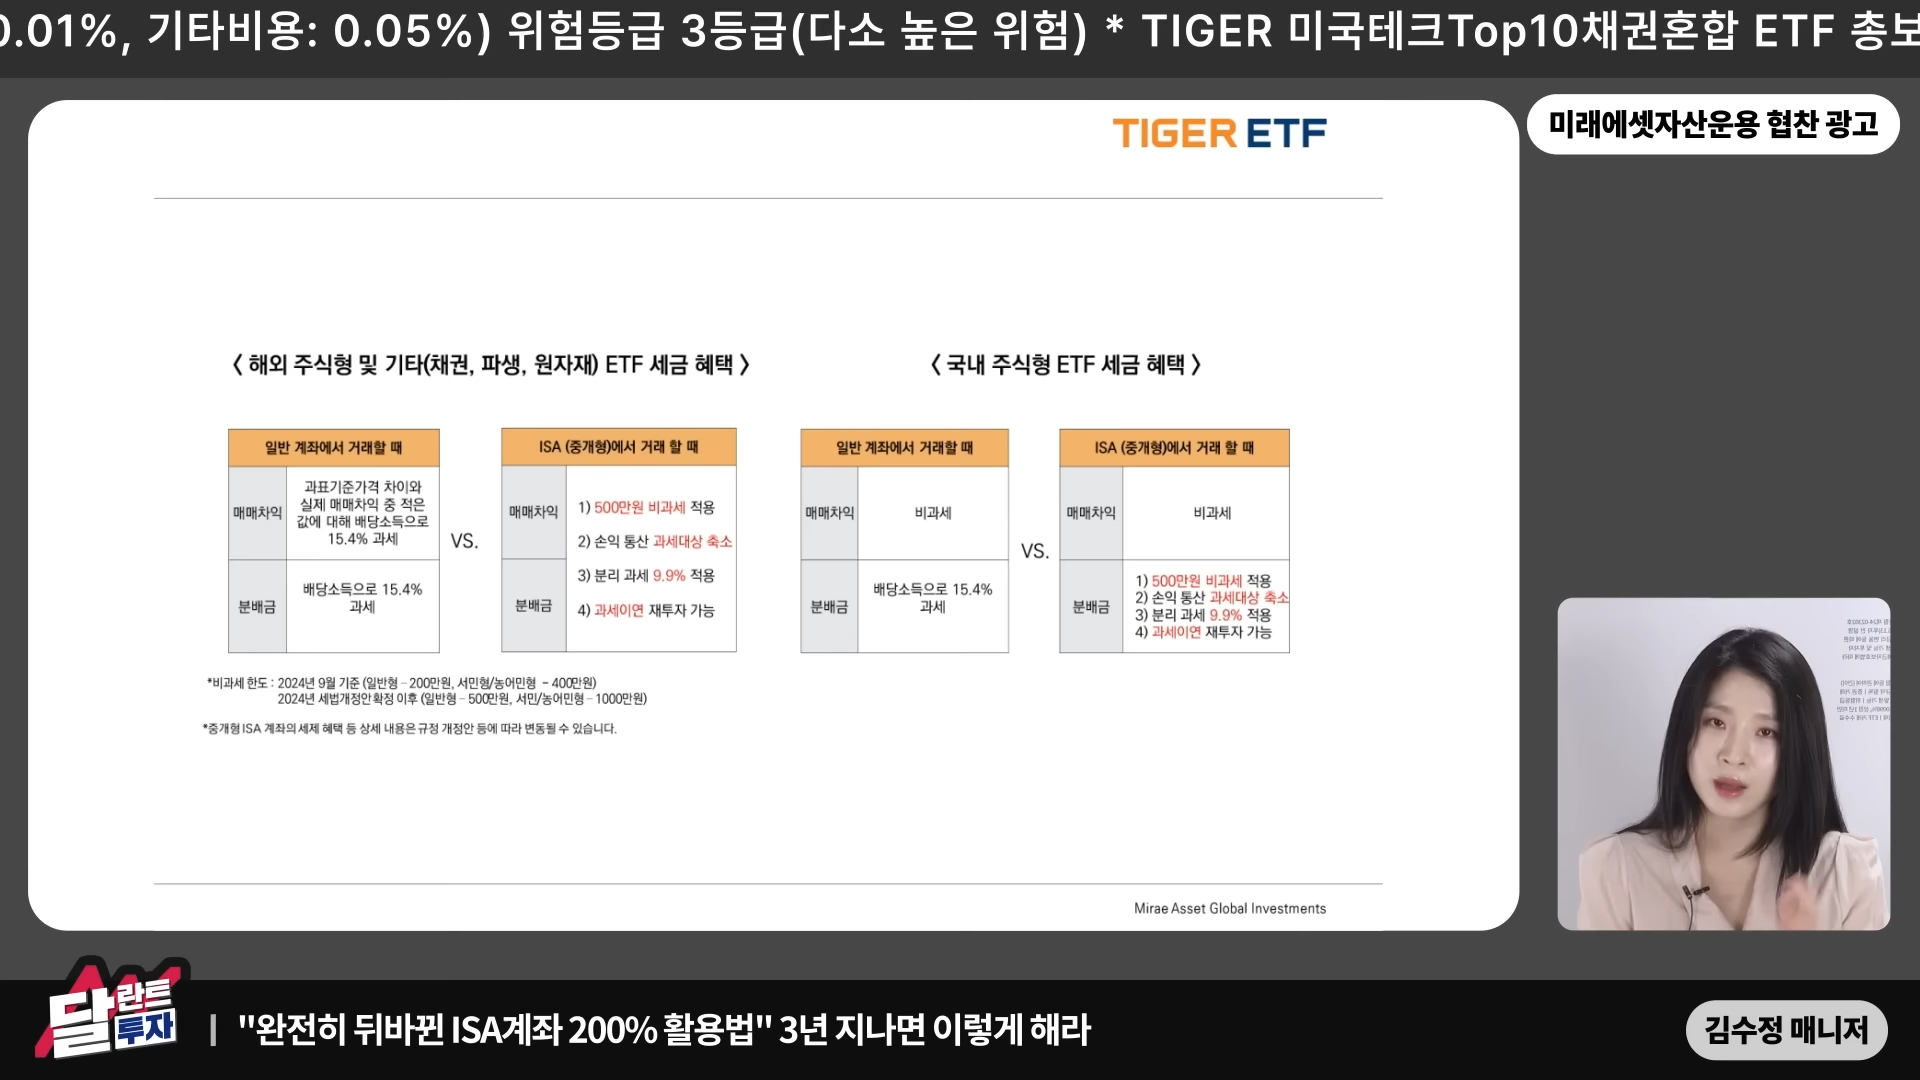 0.01%, 기타비용: 0.05%) 위험등급 3등급(다소 높은 위험) * TIGER 미국테크Top10채권혼합 ETF 총보
미래에셋자산운용 협찬 광고
TIGER ETF
〈 해외 주식형 및 기타(채권, 파생, 원자재) ETF 세금 혜택 〉
일반 계좌에서 거래할 때
매매차익
과표기준가격 차이와
실제 매매차익 중 적은
값에 대해 배당소득으로
15.4% 과세
분배금
배당소득으로 15.4%
과세
VS.
ISA (중개형)에서 거래 할 때
매매차익
분배금
1) 500만원 비과세 적용
2) 손익 통산 과세대상 축소
3) 분리 과세 9.9% 적용
4) 과세이연 재투자 가능
〈 국내 주식형 ETF 세금 혜택 〉
일반 계좌에서 거래할 때
매매차익
비과세
분배금
배당소득으로 15.4%
과세
VS.
ISA (중개형)에서 거래 할 때
매매차익
비과세
분배금
1) 500만원 비과세 적용
2) 손익 통산 과세대상 축소
3) 분리 과세 9.9% 적용
4) 과세이연 재투자 가능
*비과세 한도 : 2024년 9월 기준 (일반형 – 200만원, 서민형/농어민형 – 400만원)
2024년 세법개정안 확정 이후 (일반형 – 500만원, 서민/농어민형 – 1000만원)
*중개형 ISA 계좌의 세제 혜택 등 상세 내용은 규정 개정안 등에 따라 변동될 수 있습니다.
Mirae Asset Global Investments
달란트 투자
| "완전히 뒤바뀐 ISA계좌 200% 활용법" 3년 지나면 이렇게 해라
김수정 매니저